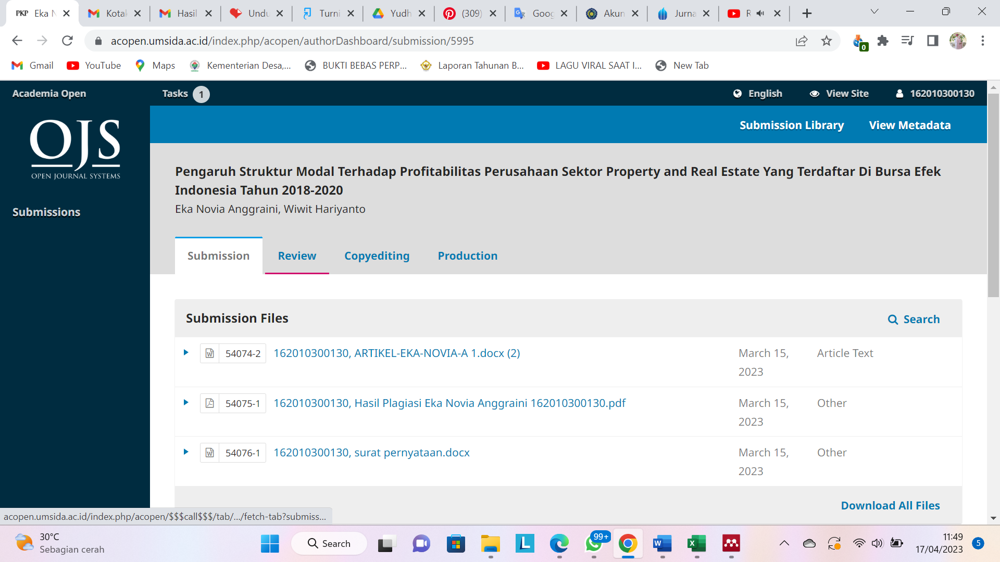 PKP Eka N
Kotak
Hasil
Undu
Turni
Yudh
(309)
Goog
Akun
Jurna
R
acopen.umsida.ac.id/index.php/acopen/authorDashboard/submission/5995
0
Gmail
YouTube
Maps
Kementerian Desa,...
BUKTI BEBAS PERP...
Laporan Tahunan B...
LAGU VIRAL SAAT I...
New Tab
Academia Open
Tasks 1
English
View Site
162010300130
OJS
OPEN JOURNAL SYSTEMS
Submission Library
View Metadata
Pengaruh Struktur Modal Terhadap Profitabilitas Perusahaan Sektor Property and Real Estate Yang Terdaftar Di Bursa Efek
Indonesia Tahun 2018-2020
Eka Novia Anggraini, Wiwit Hariyanto
Submissions
Submission
Review
Copyediting
Production
Submission Files
Search
54074-2 162010300130, ARTIKEL-EKA-NOVIA-A 1.docx (2) March 15, Article Text
2023
54075-1 162010300130, Hasil Plagiasi Eka Novia Anggraini 162010300130.pdf March 15, Other
2023
54076-1 162010300130, surat pernyataan.docx March 15, Other
2023
Download All Files
acopen.umsida.ac.id/index.php/acopen/$$$call$$$/tab/.../fetch-tab?submiss...
30°C
Sebagian cerah
Search
99+
11:49
17/04/2023
5